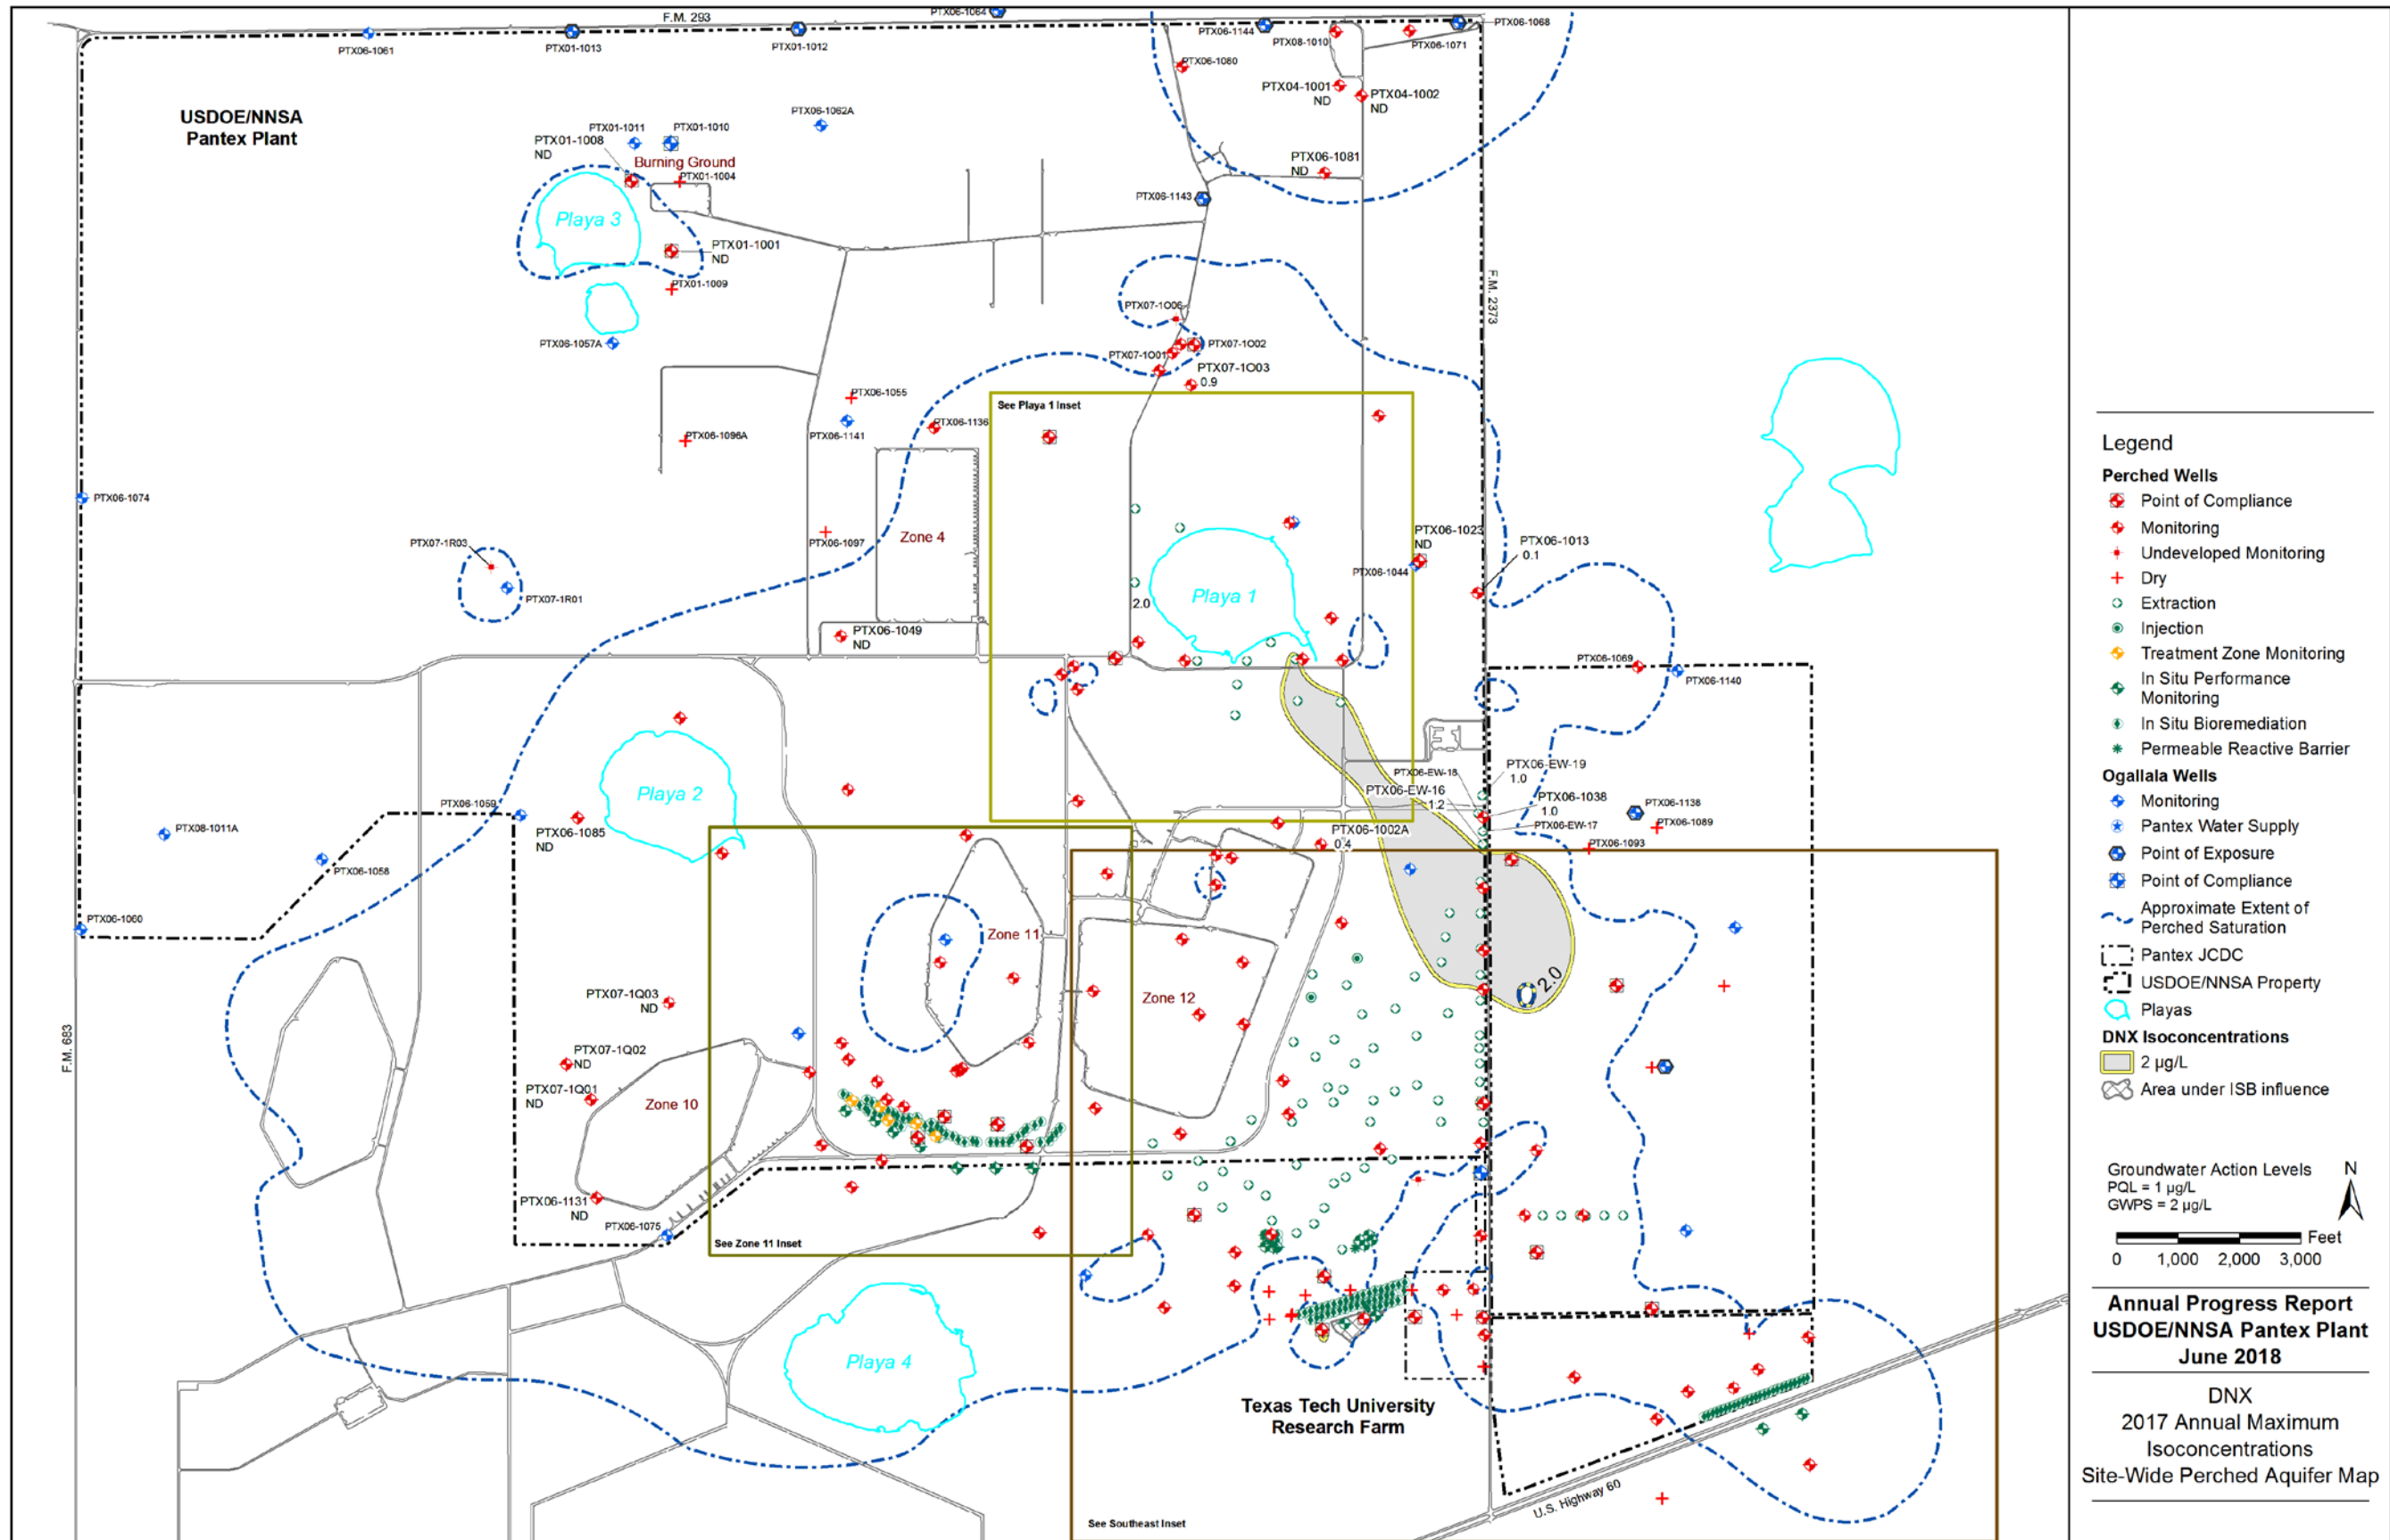 F.M. 293
PTX06-1064
PTX06-1061
PTX01-1013
PTX01-1012
PTX06-1144
PTX08-1010
PTX06-1071
PTX06-1068
PTX06-1080
PTX04-1001
ND
PTX04-1002
ND
USDOE/NNSA
Pantex Plant
PTX06-1062A
PTX01-1011
PTX01-1010
PTX01-1008
ND
Burning Ground
PTX01-1004
PTX06-1081
ND
PTX06-1143
Playa 3
PTX01-1001
ND
PTX01-1009
F.M. 2373
PTX07-1O06
PTX06-1057A
PTX07-1O01
PTX07-1O02
PTX07-1O03
0.9
PTX06-1055
See Playa 1 Inset
PTX06-1136
PTX06-1141
PTX06-1096A
PTX06-1074
PTX07-1R03
PTX06-1097
Zone 4
PTX06-1023
ND
PTX06-1013
0.1
PTX06-1044
PTX07-1R01
2.0
Playa 1
PTX06-1049
ND
PTX06-1069
PTX06-1140
Playa 2
PTX06-EW-18
PTX06-EW-19
1.0
PTX06-EW-16
1.2
PTX06-1038
1.0
PTX06-1138
PTX06-1059
PTX06-EW-17
PTX06-1089
PTX08-1011A
PTX06-1085
ND
PTX06-1002A
0.4
PTX06-1093
PTX06-1058
PTX06-1060
Zone 11
2.0
PTX07-1Q03
ND
Zone 12
F.M. 683
PTX07-1Q02
ND
PTX07-1Q01
ND
Zone 10
PTX06-1131
ND
PTX06-1075
See Zone 11 Inset
Playa 4
Texas Tech University
Research Farm
U.S. Highway 60
See Southeast Inset
Legend
Perched Wells
Point of Compliance
Monitoring
Undeveloped Monitoring
Dry
Extraction
Injection
Treatment Zone Monitoring
In Situ Performance
Monitoring
In Situ Bioremediation
Permeable Reactive Barrier
Ogallala Wells
Monitoring
Pantex Water Supply
Point of Exposure
Point of Compliance
Approximate Extent of
Perched Saturation
Pantex JCDC
USDOE/NNSA Property
Playas
DNX Isoconcentrations
2 µg/L
Area under ISB influence
Groundwater Action Levels
PQL = 1 µg/L
GWPS = 2 µg/L
N
Feet
0 1,000 2,000 3,000
Annual Progress Report
USDOE/NNSA Pantex Plant
June 2018
DNX
2017 Annual Maximum
Isoconcentrations
Site-Wide Perched Aquifer Map